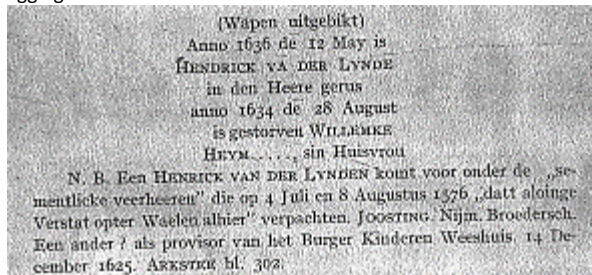 (Wapen uitgebikt)
Anno 1636 de 12 May is
HENDRICK VA DER LYNDE
in den Heere gerus
anno 1634 de 28 August
is gestorven WILLEMKE
HEYM....., sin Huisvrou
N. B. Een HENRICK VAN DER LYNDEN komt voor onder de „se-
mentlicke veerheeren” die op 4 Juli en 8 Augustus 1576 „datt aloinge
Verstat opter Waelen alhier” verpachten. JOOSTING. Nijm. Broedersch.
Een ander? als provisor van het Burger Kinderen Weeshuis. 14 De-
cember 1625. ARKSTEE bl. 302.